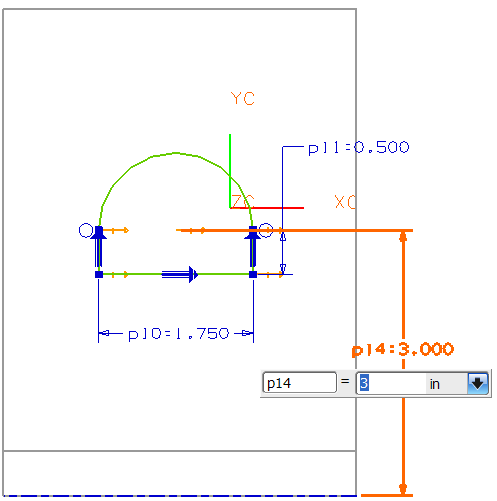 YC
p11=0.500
ZC
XC
p10=1.750
p14=3.000
p14 = 3 in